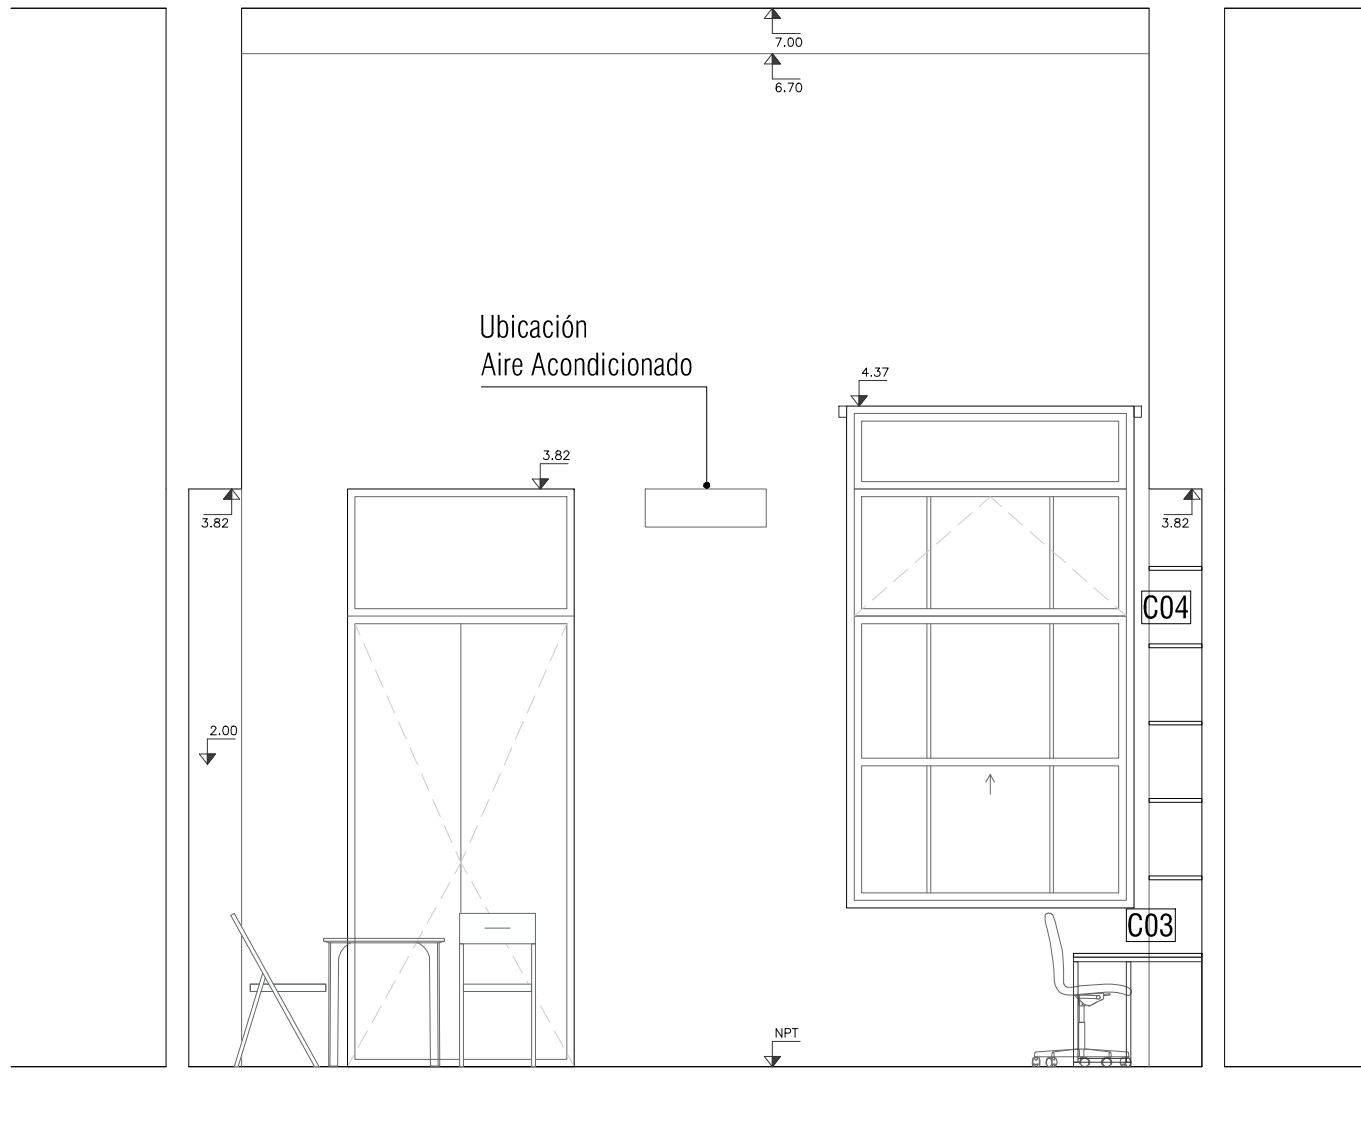 7.00
6.70
Ubicación
Aire Acondicionado
4.37
3.82
3.82
3.82
C04
2.00
C03
NPT